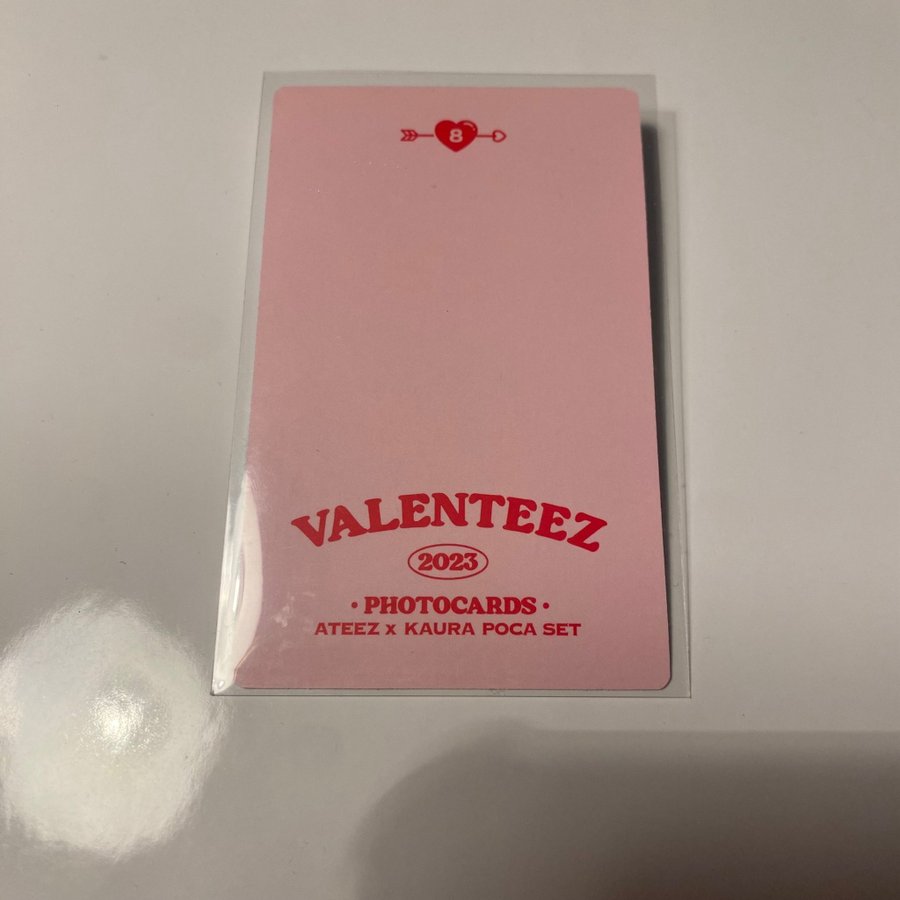 8
VALENTEEZ
2023
• PHOTOCARDS •
ATEEZ x KAURA POCA SET